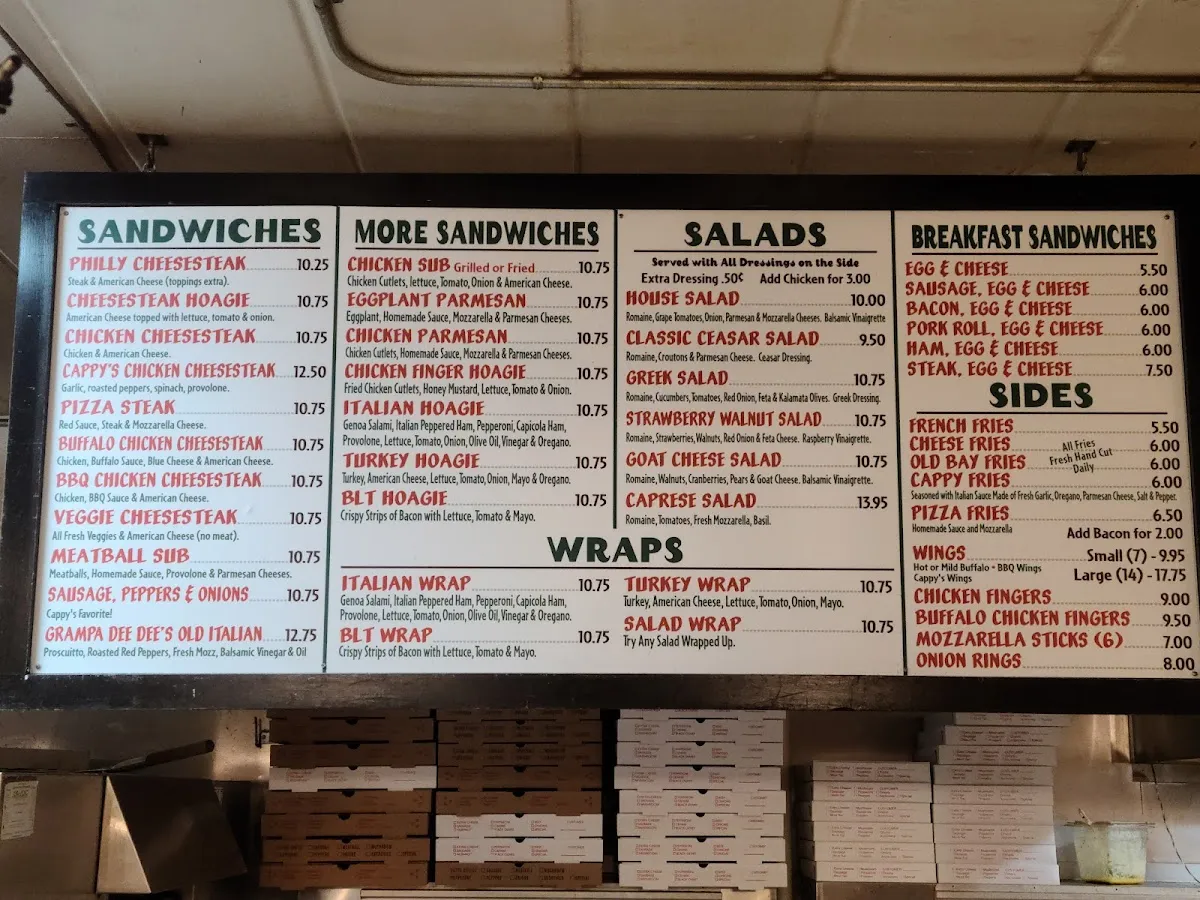 SANDWICHES
PHILLY CHEESESTEAK 10.25
Steak & American Cheese (toppings extra).
CHEESESTEAK HOAGIE 10.75
American Cheese topped with lettuce, tomato & onion.
CHICKEN CHEESESTEAK 10.75
Chicken & American Cheese.
CAPPY'S CHICKEN CHEESESTEAK 12.50
Garlic, roasted peppers, spinach, provolone.
PIZZA STEAK 10.75
Red Sauce, Steak & Mozzarella Cheese.
BUFFALO CHICKEN CHEESESTEAK 10.75
Chicken, Buffalo Sauce, Blue Cheese & American Cheese.
BBQ CHICKEN CHEESESTEAK 10.75
Chicken, BBQ Sauce & American Cheese.
VEGGIE CHEESESTEAK 10.75
All Fresh Veggies & American Cheese (no meat).
MEATBALL SUB 10.75
Meatballs, Homemade Sauce, Provolone & Parmesan Cheeses.
SAUSAGE, PEPPERS & ONIONS 10.75
Cappy's Favorite!
GRAMPA DEE DEE'S OLD ITALIAN 12.75
Proscuitto, Roasted Red Peppers, Fresh Mozz, Balsamic Vinegar & Oil
MORE SANDWICHES
CHICKEN SUB Grilled or Fried 10.75
Chicken Cutlets, lettuce, Tomato, Onion & American Cheese.
EGGPLANT PARMESAN 10.75
Eggplant, Homemade Sauce, Mozzarella & Parmesan Cheeses.
CHICKEN PARMESAN 10.75
Chicken Cutlets, Homemade Sauce, Mozzarella & Parmesan Cheeses.
CHICKEN FINGER HOAGIE 10.75
Fried Chicken Cutlets, Honey Mustard, Lettuce, Tomato & Onion.
ITALIAN HOAGIE 10.75
Genoa Salami, Italian Peppered Ham, Pepperoni, Capicola Ham,
Provolone, Lettuce, Tomato, Onion, Olive Oil, Vinegar & Oregano.
TURKEY HOAGIE 10.75
Turkey, American Cheese, Lettuce, Tomato, Onion, Mayo & Oregano.
BLT HOAGIE 10.75
Crispy Strips of Bacon with Lettuce, Tomato & Mayo.
SALADS
Served with All Dressings on the Side
Extra Dressing .50¢ Add Chicken for 3.00
HOUSE SALAD 10.00
Romaine, Grape Tomatoes, Onion, Parmesan & Mozzarella Cheeses. Balsamic Vinaigrette
CLASSIC CEASAR SALAD 9.50
Romaine, Croutons & Parmesan Cheese. Ceasar Dressing.
GREEK SALAD 10.75
Romaine, Cucumbers, Tomatoes, Red Onion, Feta & Kalamata Olives. Greek Dressing.
STRAWBERRY WALNUT SALAD 10.75
Romaine, Strawberries, Walnuts, Red Onion & Feta Cheese. Raspberry Vinaigrette.
GOAT CHEESE SALAD 10.75
Romaine, Walnuts, Cranberries, Pears & Goat Cheese. Balsamic Vinaigrette.
CAPRESE SALAD 13.95
Romaine, Tomatoes, Fresh Mozzarella, Basil.
WRAPS
ITALIAN WRAP 10.75
Genoa Salami, Italian Peppered Ham, Pepperoni, Capicola Ham,
Provolone, Lettuce, Tomato, Onion, Olive Oil, Vinegar & Oregano.
BLT WRAP 10.75
Crispy Strips of Bacon with Lettuce, Tomato & Mayo.
TURKEY WRAP 10.75
Turkey, American Cheese, Lettuce, Tomato, Onion, Mayo.
SALAD WRAP 10.75
Try Any Salad Wrapped Up.
BREAKFAST SANDWICHES
EGG & CHEESE 5.50
SAUSAGE, EGG & CHEESE 6.00
BACON, EGG & CHEESE 6.00
PORK ROLL, EGG & CHEESE 6.00
HAM, EGG & CHEESE 6.00
STEAK, EGG & CHEESE 7.50
SIDES
FRENCH FRIES 5.50
CHEESE FRIES 6.00
OLD BAY FRIES 6.00
CAPPY FRIES 6.00
All Fries
Fresh Hand Cut
Daily
Seasoned with Italian Sauce Made of Fresh Garlic, Oregano, Parmesan Cheese, Salt & Pepper.
PIZZA FRIES 6.50
Homemade Sauce and Mozzarella
Add Bacon for 2.00
WINGS Small (7) - 9.95
Hot or Mild Buffalo • BBQ Wings
Cappy's Wings Large (14) - 17.75
CHICKEN FINGERS 9.00
BUFFALO CHICKEN FINGERS 9.50
MOZZARELLA STICKS (6) 7.00
ONION RINGS 8.00